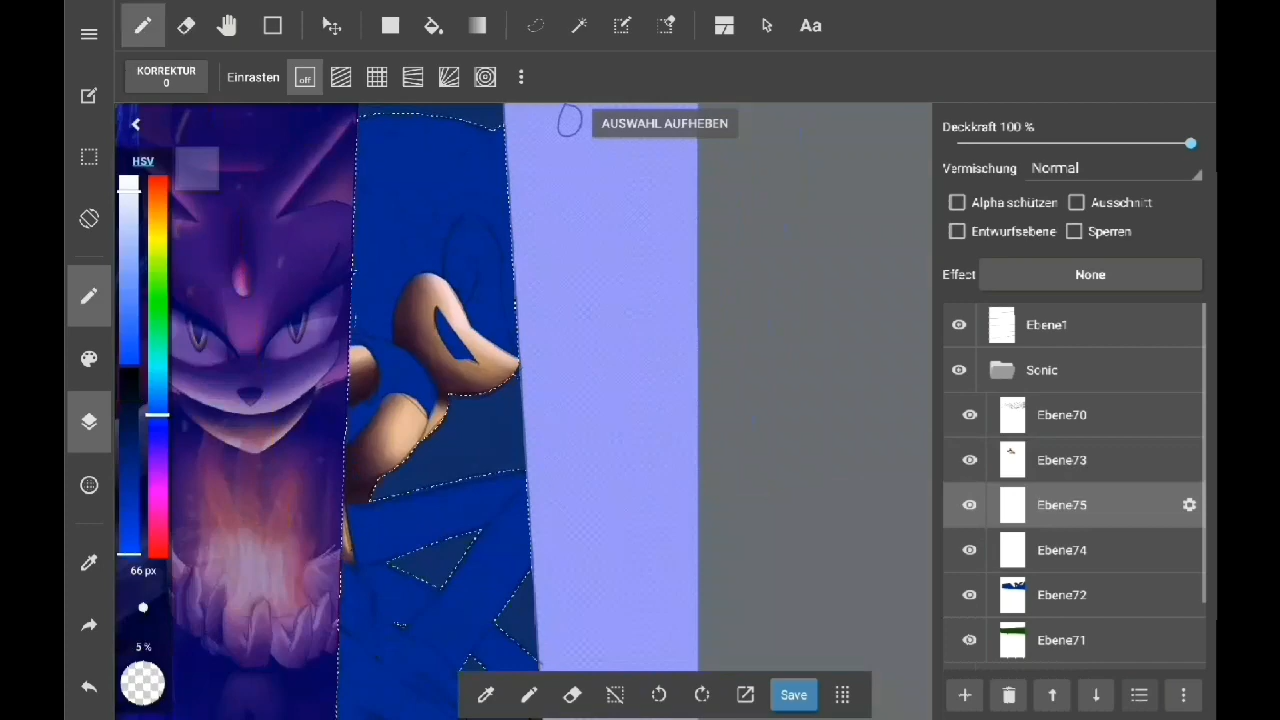 Aa
KORREKTUR
0
Einrasten
off
AUSWAHL AUFHEBEN
HSV
66 px
5 %
Deckkraft 100 %
Vermischung Normal
Alpha schützen Ausschnitt
Entwurfsebene Sperren
Effect None
Ebene1
Sonic
Ebene70
Ebene73
Ebene75
Ebene74
Ebene72
Ebene71
Save